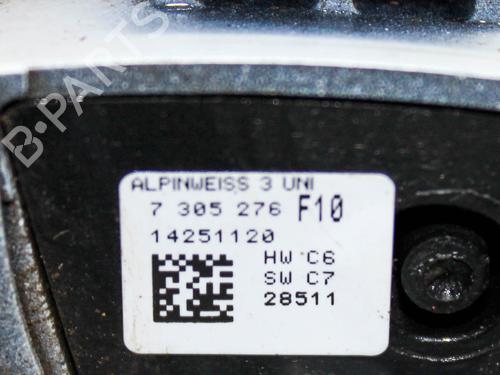 B-PARTS
ALPINWEISS 3 UNI
7 305 276 F10
14251120
HW C6
SW C7
28511